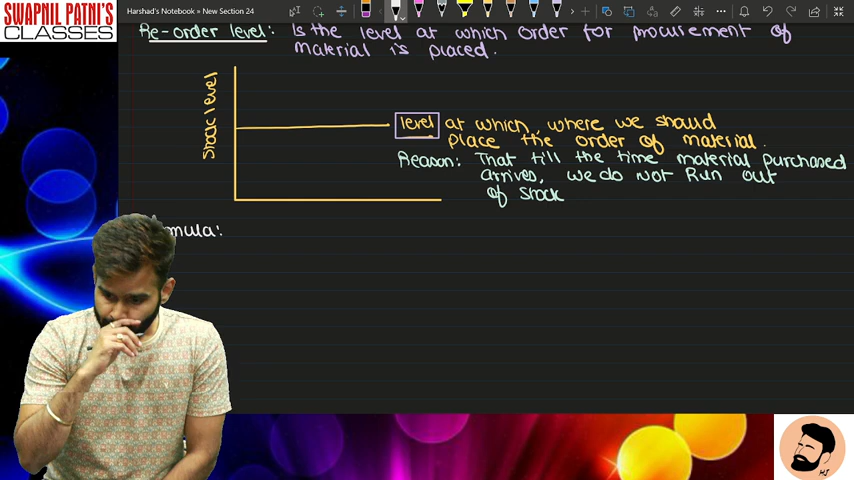 SWAPNIL PATNI'S
CLASSES
Harshad's Notebook » New Section 24
Re-order level: Is the level at which order for procurement of
material is placed.
Stock level
level at which, where we should
place the order of material.
Reason: That till the time material purchased
arrives, we do not Run out
of stock
mula:
HS